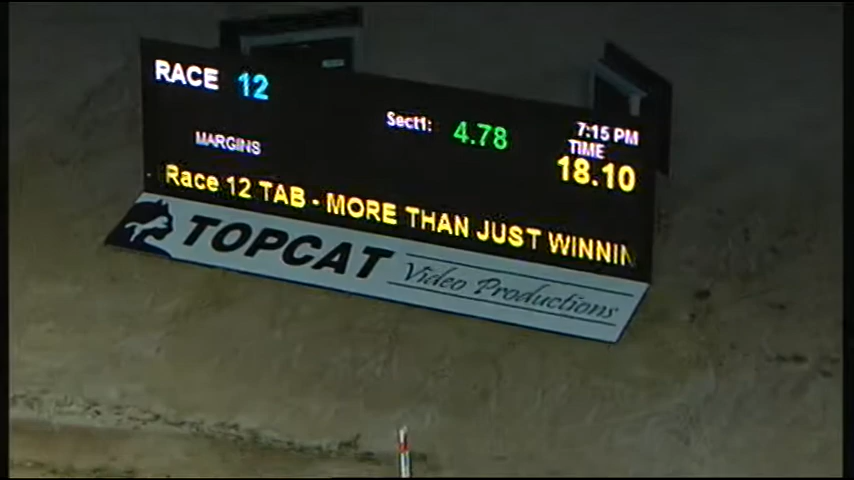 RACE 12
Sect1: 4.78
7:15 PM
TIME
18.10
MARGINS
Race 12 TAB - MORE THAN JUST WINNIN
TOPCAT Video Productions